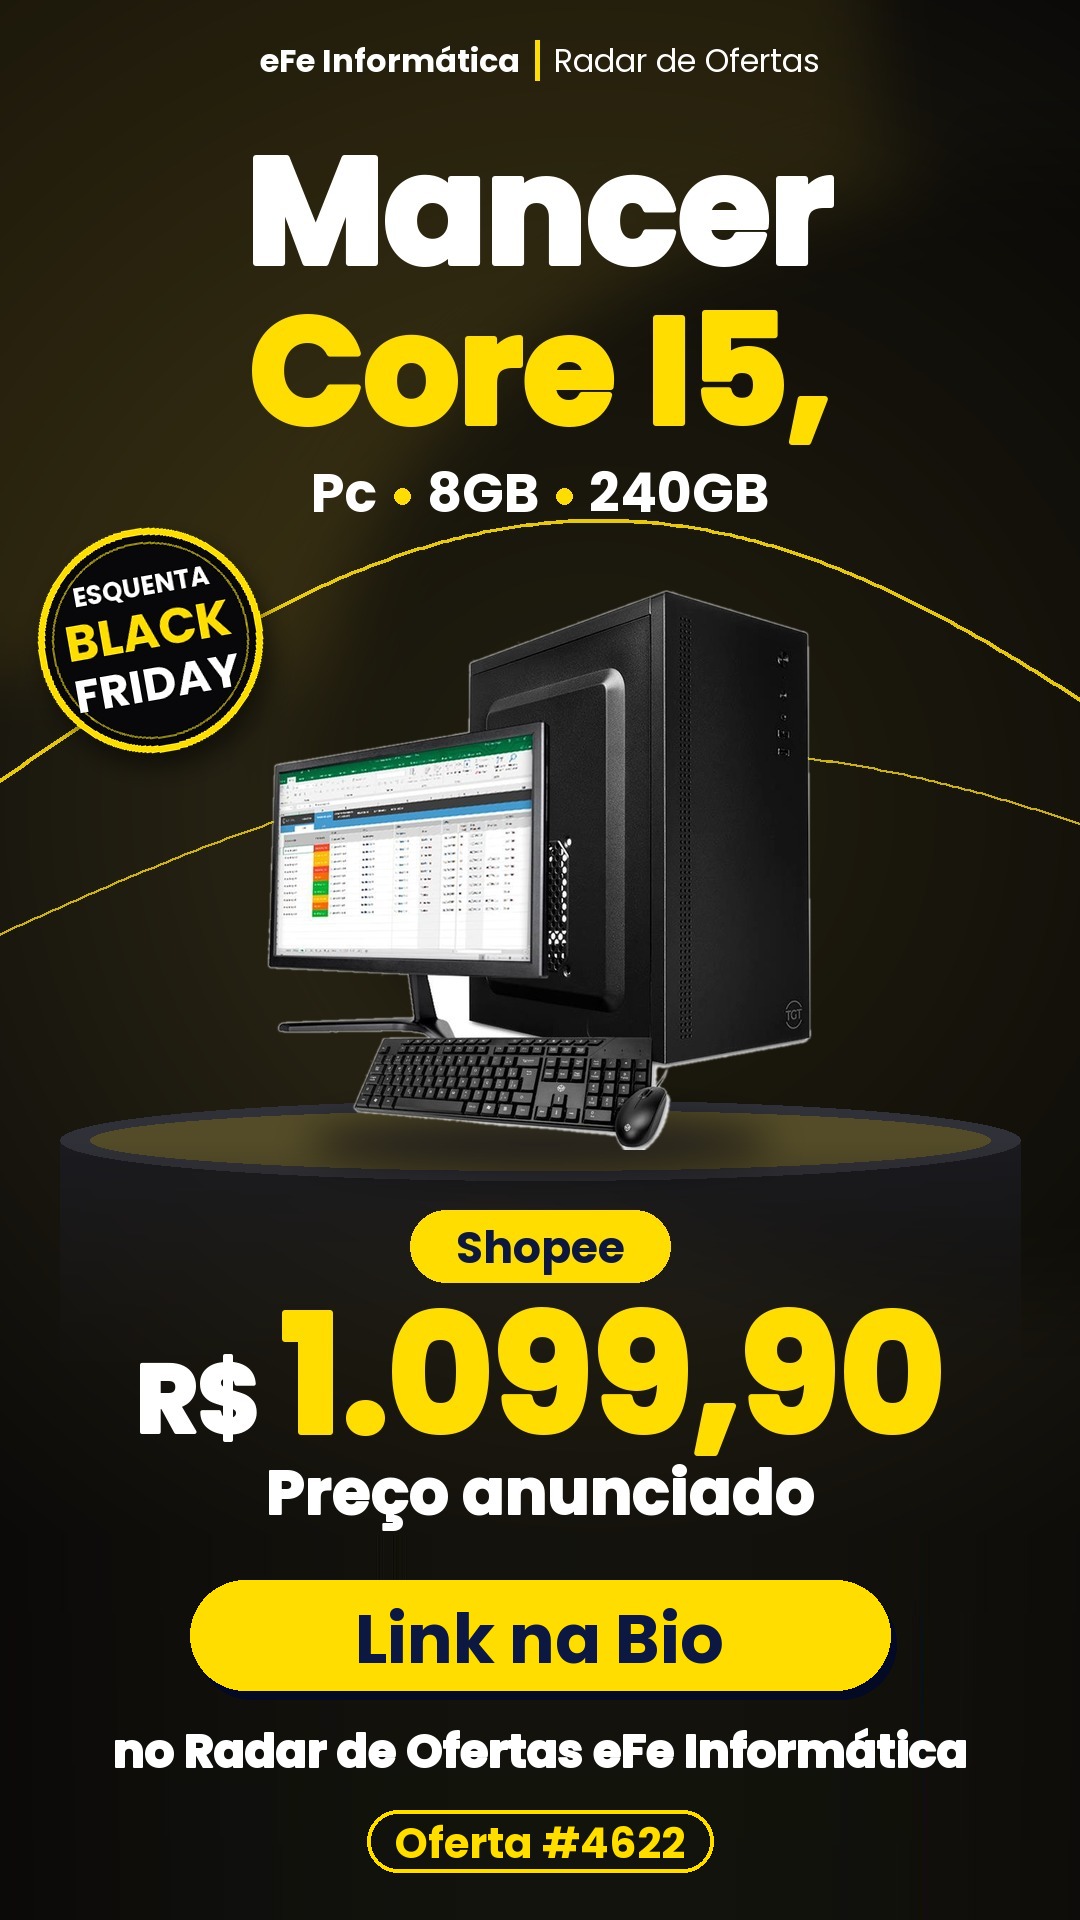 eFe Informática | Radar de Ofertas
Mancer
Core I5,
Pc • 8GB • 240GB
ESQUENTA
BLACK
FRIDAY
TGT
Shopee
R$ 1.099,90
Preço anunciado
Link na Bio
no Radar de Ofertas eFe Informática
Oferta #4622